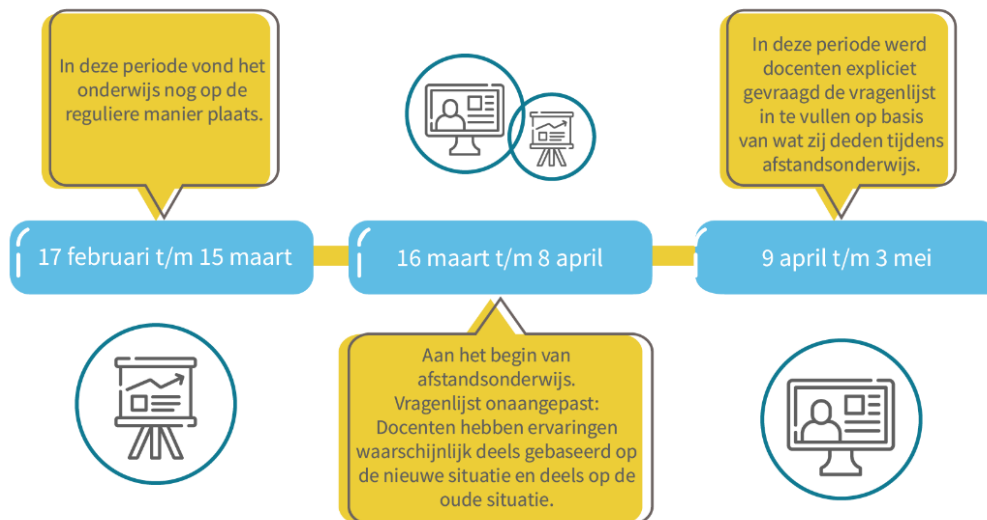 In deze periode vond het
onderwijs nog op de
reguliere manier plaats.
In deze periode werd
docenten expliciet
gevraagd de vragenlijst
in te vullen op basis
van wat zij deden tijdens
afstandsonderwijs.
17 februari t/m 15 maart
16 maart t/m 8 april
9 april t/m 3 mei
Aan het begin van
afstandsonderwijs.
Vragenlijst onaangepast:
Docenten hebben ervaringen
waarschijnlijk deels gebaseerd op
de nieuwe situatie en deels op de
oude situatie.